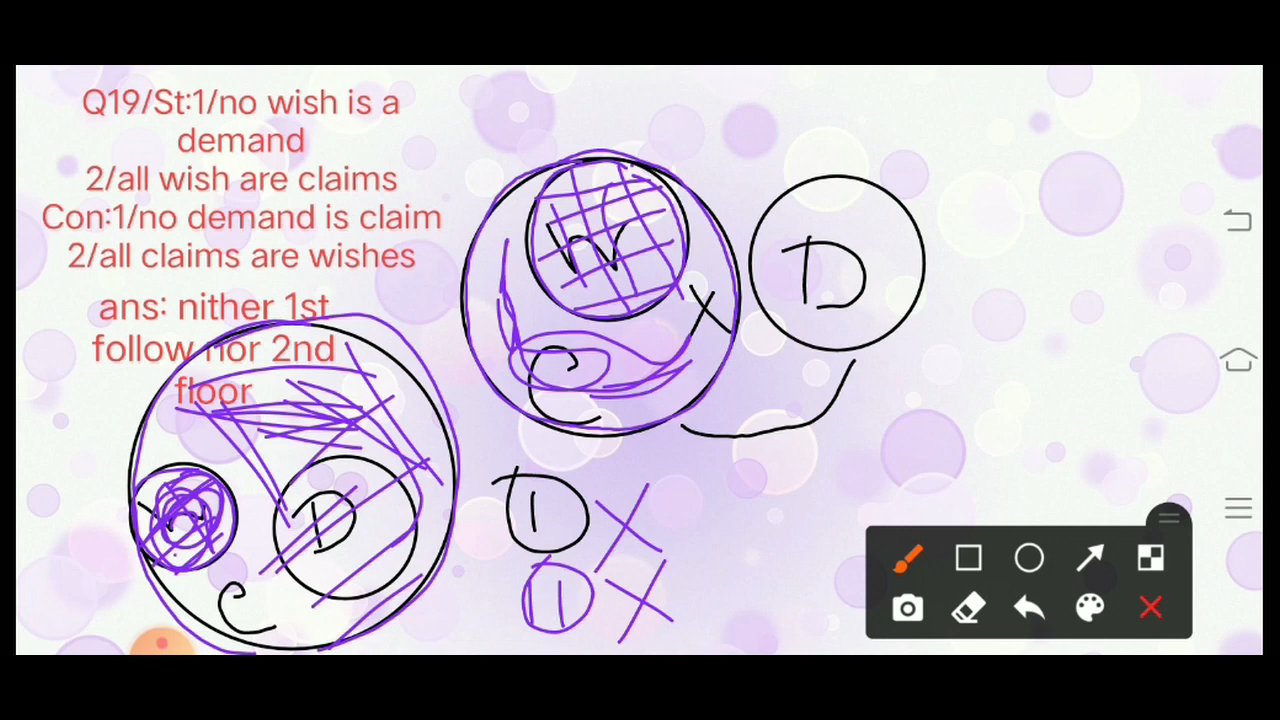 Q19/St:1/no wish is a
demand
2/all wish are claims
Con:1/no demand is claim
2/all claims are wishes
ans: nither 1st
follow nor 2nd
floor
W
D
C
D
C
I
II